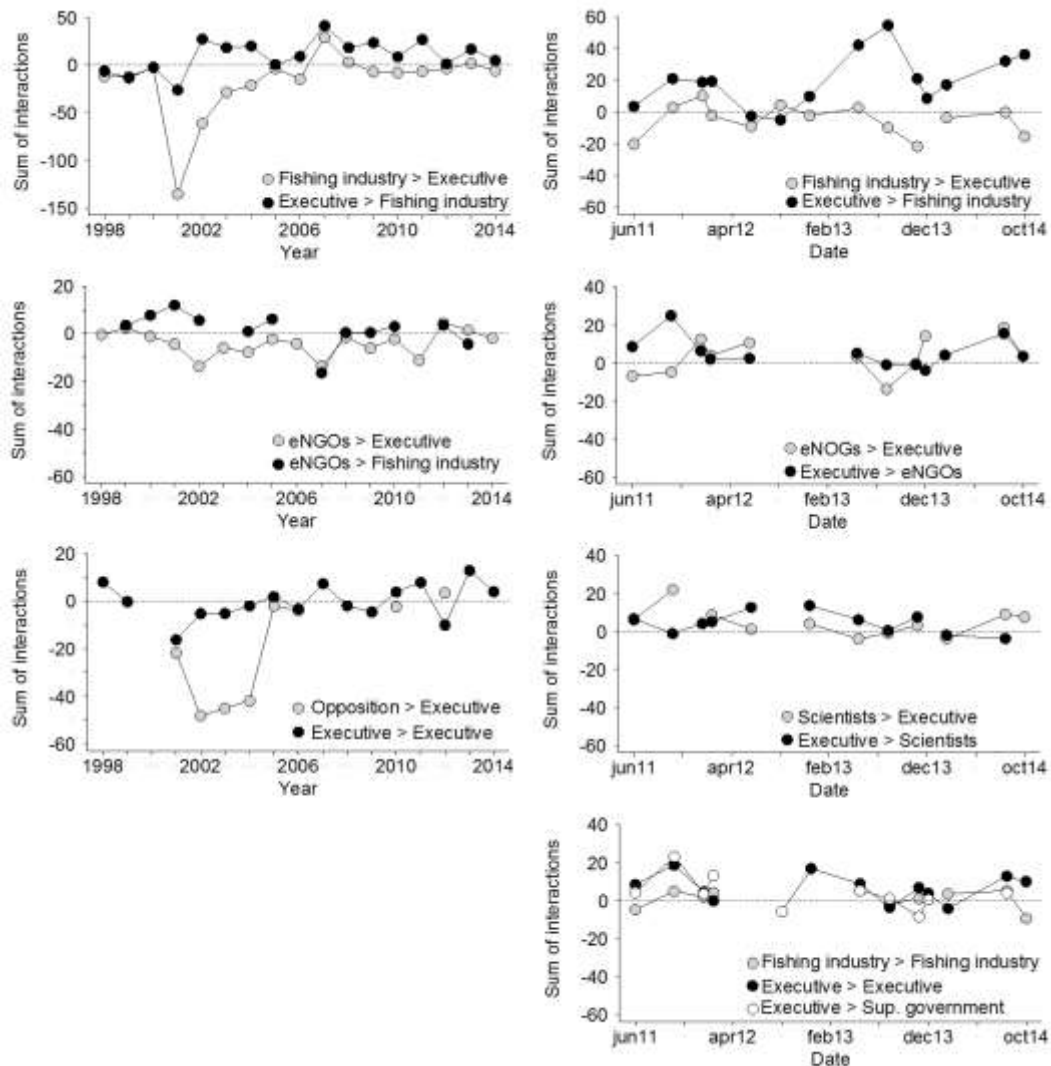 50
0
-50
-100
-150
Sum of interactions
Fishing industry > Executive
Executive > Fishing industry
1998 2002 2006 2010 2014
Year
60
40
20
0
-20
-40
-60
Sum of interactions
Fishing industry > Executive
Executive > Fishing industry
jun11 apr12 feb13 dec13 oct14
Date
20
0
-20
-40
-60
Sum of interactions
eNGOs > Executive
eNGOs > Fishing industry
1998 2002 2006 2010 2014
Year
40
20
0
-20
-40
-60
Sum of interactions
eNOGs > Executive
Executive > eNGOs
jun11 apr12 feb13 dec13 oct14
Date
20
0
-20
-40
-60
Sum of interactions
Opposition > Executive
Executive > Executive
1998 2002 2006 2010 2014
Year
40
20
0
-20
-40
-60
Sum of interactions
Scientists > Executive
Executive > Scientists
jun11 apr12 feb13 dec13 oct14
Date
40
20
0
-20
-40
-60
Sum of interactions
Fishing industry > Fishing industry
Executive > Executive
Executive > Sup. government
jun11 apr12 feb13 dec13 oct14
Date